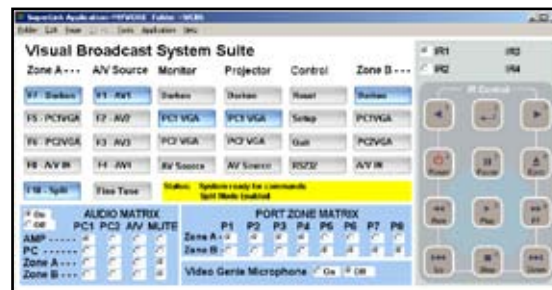 SuperLink Application
Visual Broadcast System Suite
Zone A --- A/V Source Monitor Projector Control Zone B ---
F7 - Darken F1 - AV1 Darken Darken Reset Darken
F5 - PC1VGA F2 - AV2 PC1 VGA PC1 VGA Setup PC1VGA
F6 - PC2VGA F3 - AV3 PC2 VGA PC2 VGA Quit PC2VGA
F8 - A/V IN F4 - AV4 AV Source AV Source RS232 A/V IN
F10 - Split Fine Tune
Status: System ready for commands
Split Mode Enabled
On
Off
AUDIO MATRIX
PC1 PC2 A/V MUTE
AMP
PC
Zone A
Zone B
PORT ZONE MATRIX
P1 P2 P3 P4 P5 P6 P7 P8
Zone A
Zone B
Video Genie Microphone On Off
IR1 IR3
IR2 IR4
IR Control
Power Pause Eject
Play FF
Stop